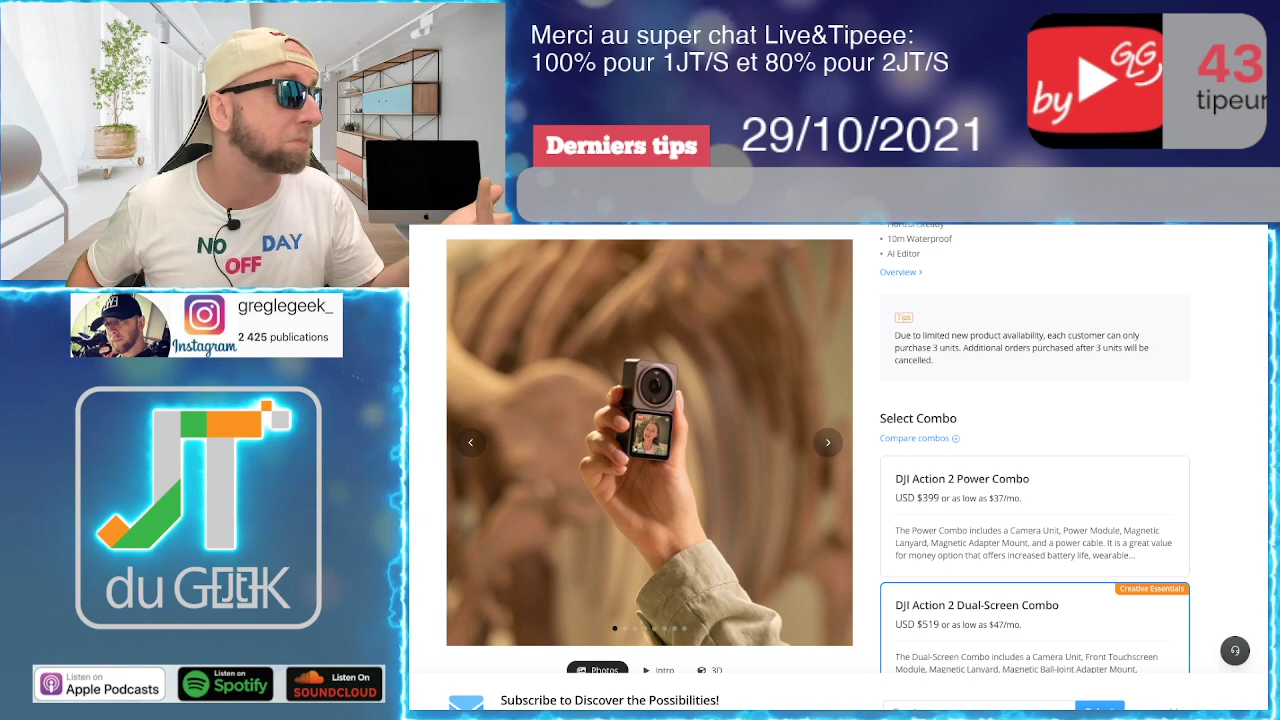 Merci au super chat Live&Tipeee:
100% pour 1JT/S et 80% pour 2JT/S
by GLG
43
tipeur
Derniers tips
29/10/2021
NO DAY
OFF
greglegeek_
2 425 publications
Instagram
JT
du GEEK
Listen on
Apple Podcasts
Listen on
Spotify
Listen On
SOUNDCLOUD
• HorizonSteady
• 10m Waterproof
• AI Editor
Overview ›
Tips
Due to limited new product availability, each customer can only
purchase 3 units. Additional orders purchased after 3 units will be
cancelled.
Select Combo
Compare combos
DJI Action 2 Power Combo
USD $399 or as low as $37/mo.
The Power Combo includes a Camera Unit, Power Module, Magnetic
Lanyard, Magnetic Adapter Mount, and a power cable. It is a great value
for money option that offers increased battery life, wearable...
Creative Essentials
DJI Action 2 Dual-Screen Combo
USD $519 or as low as $47/mo.
The Dual-Screen Combo includes a Camera Unit, Front Touchscreen
Module, Magnetic Lanyard, Magnetic Ball-Joint Adapter Mount,
Photos
Intro
3D
Subscribe to Discover the Possibilities!